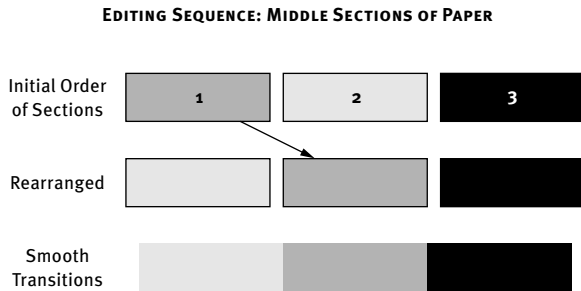 EDITING SEQUENCE: MIDDLE SECTIONS OF PAPER
Initial Order
of Sections
1
2
3
Rearranged
Smooth
Transitions